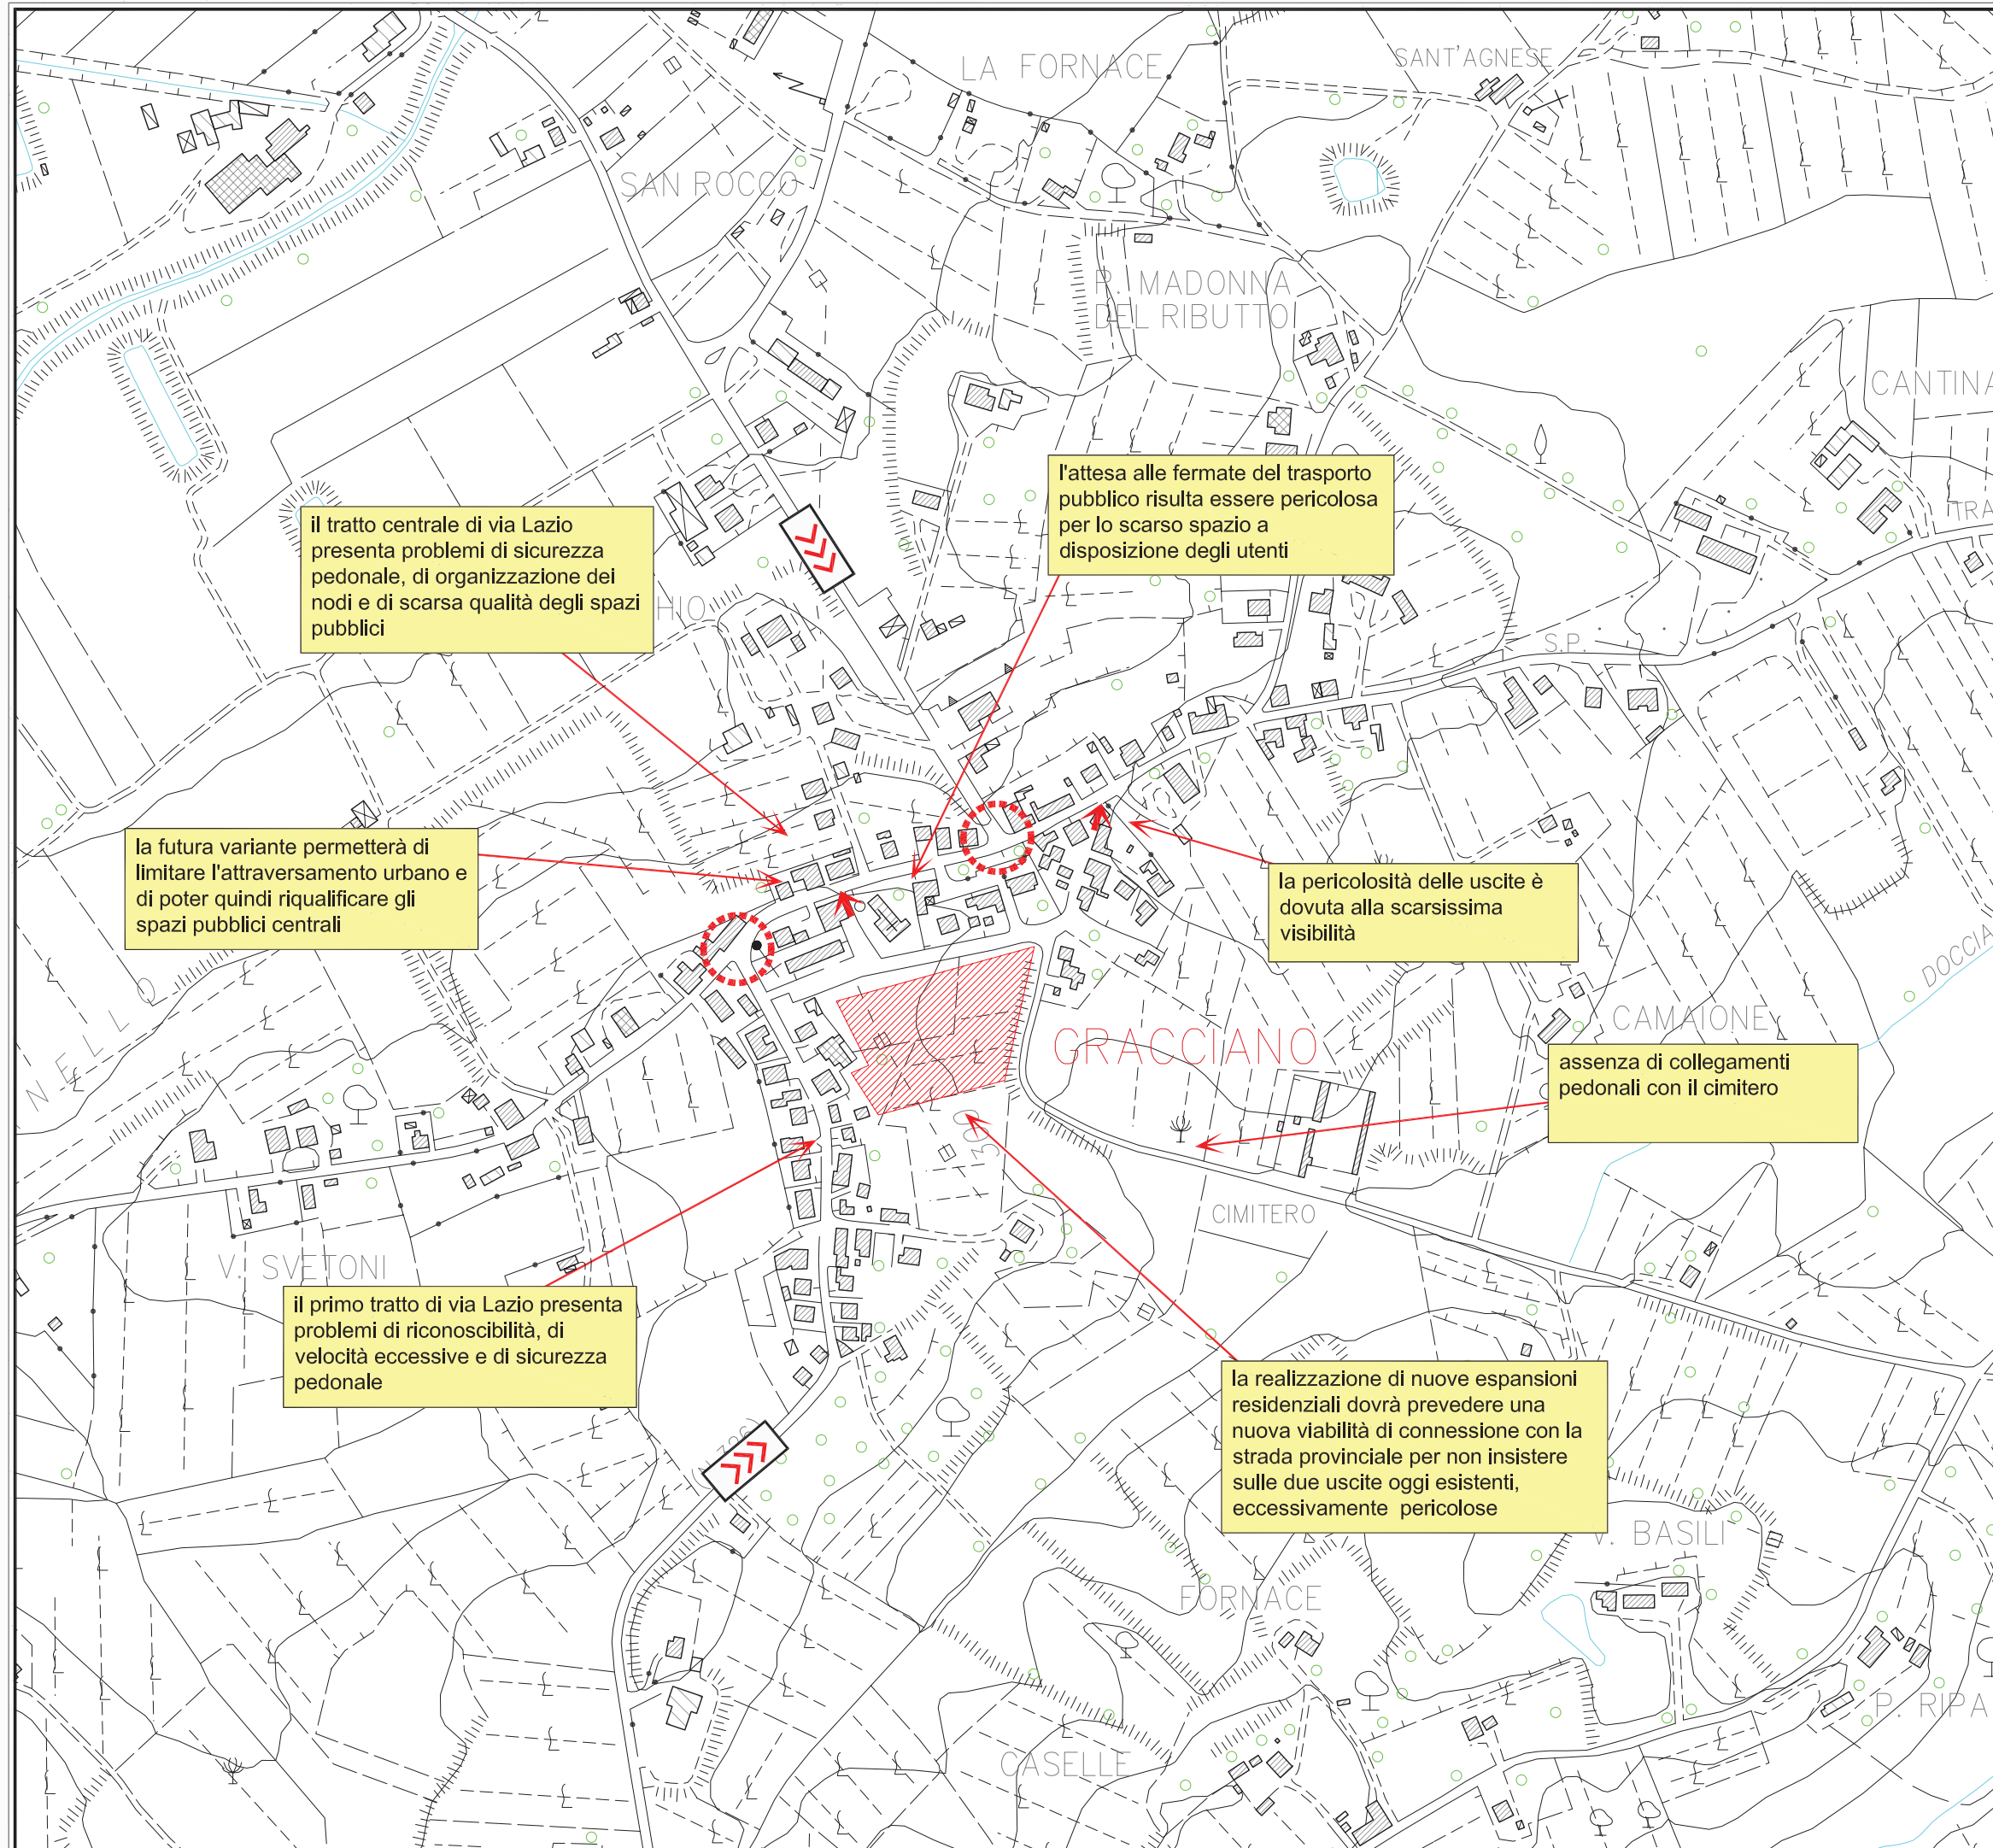 LA FORNACE
SANT'AGNESE
SAN ROCCO
P. MADONNA
DEL RIBUTTO
CANTINA
l'attesa alle fermate del trasporto
pubblico risulta essere pericolosa
per lo scarso spazio a
disposizione degli utenti
il tratto centrale di via Lazio
presenta problemi di sicurezza
pedonale, di organizzazione dei
nodi e di scarsa qualità degli spazi
pubblici
HIO
TRA
S.P.
la futura variante permetterà di
limitare l'attraversamento urbano e
di poter quindi riqualificare gli
spazi pubblici centrali
la pericolosità delle uscite è
dovuta alla scarsissima
visibilità
DOCCIA
NELLO
CAMAIONE
GRACCIANO
assenza di collegamenti
pedonali con il cimitero
300
CIMITERO
V. SVETONI
il primo tratto di via Lazio presenta
problemi di riconoscibilità, di
velocità eccessive e di sicurezza
pedonale
la realizzazione di nuove espansioni
residenziali dovrà prevedere una
nuova viabilità di connessione con la
strada provinciale per non insistere
sulle due uscite oggi esistenti,
eccessivamente pericolose
V. BASILI
FORNACE
P. RIPA
CASELLE